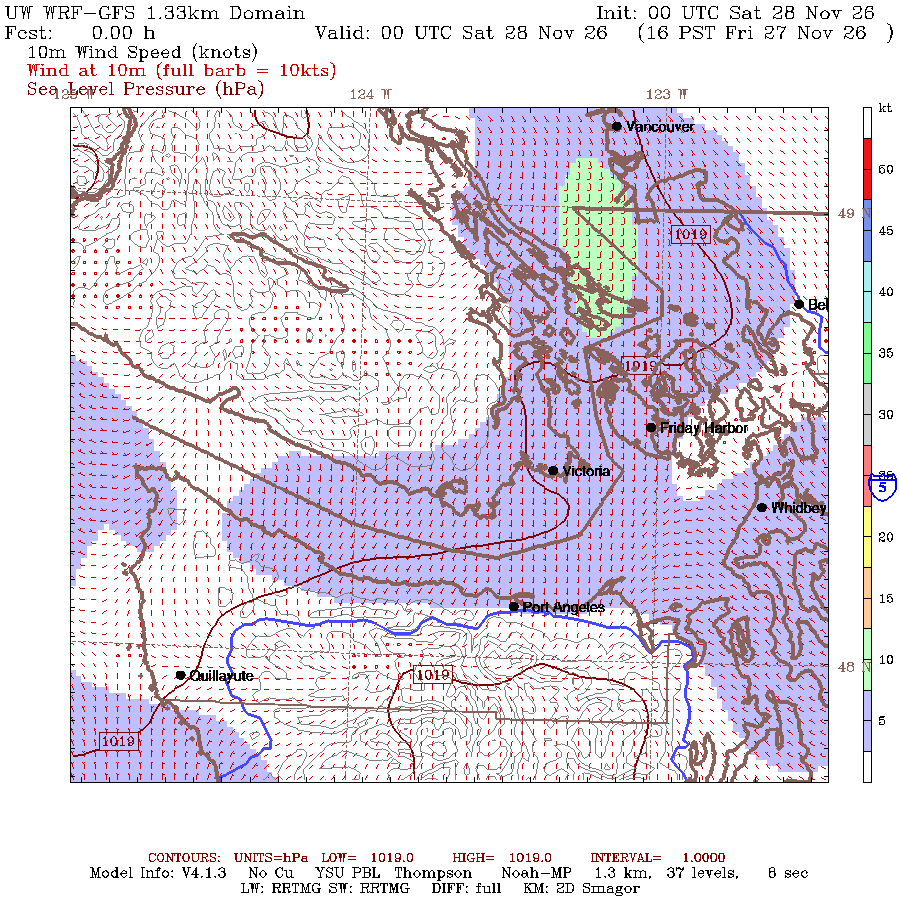 UW WRF-GFS 1.33km Domain Init: 00 UTC Sat 28 Nov 26
Fcst: 0.00 h Valid: 00 UTC Sat 28 Nov 26 (16 PST Fri 27 Nov 26 )
10m Wind Speed (knots)
Wind at 10m (full barb = 10kts)
Sea Level Pressure (hPa)
125 W 124 W 123 W
kt
Vancouver
60
55
50
49 N
1019
45
Bel
40
35
1019
30
Friday Harbor
Victoria
25
5
Whidbey
20
15
Port Angeles
10
48 N
Quillayute
1019
5
1019
CONTOURS: UNITS=hPa LOW= 1019.0 HIGH= 1019.0 INTERVAL= 1.0000
Model Info: V4.1.3 No Cu YSU PBL Thompson Noah-MP 1.3 km, 37 levels, 8 sec
LW: RRTMG SW: RRTMG DIFF: full KM: 2D Smagor